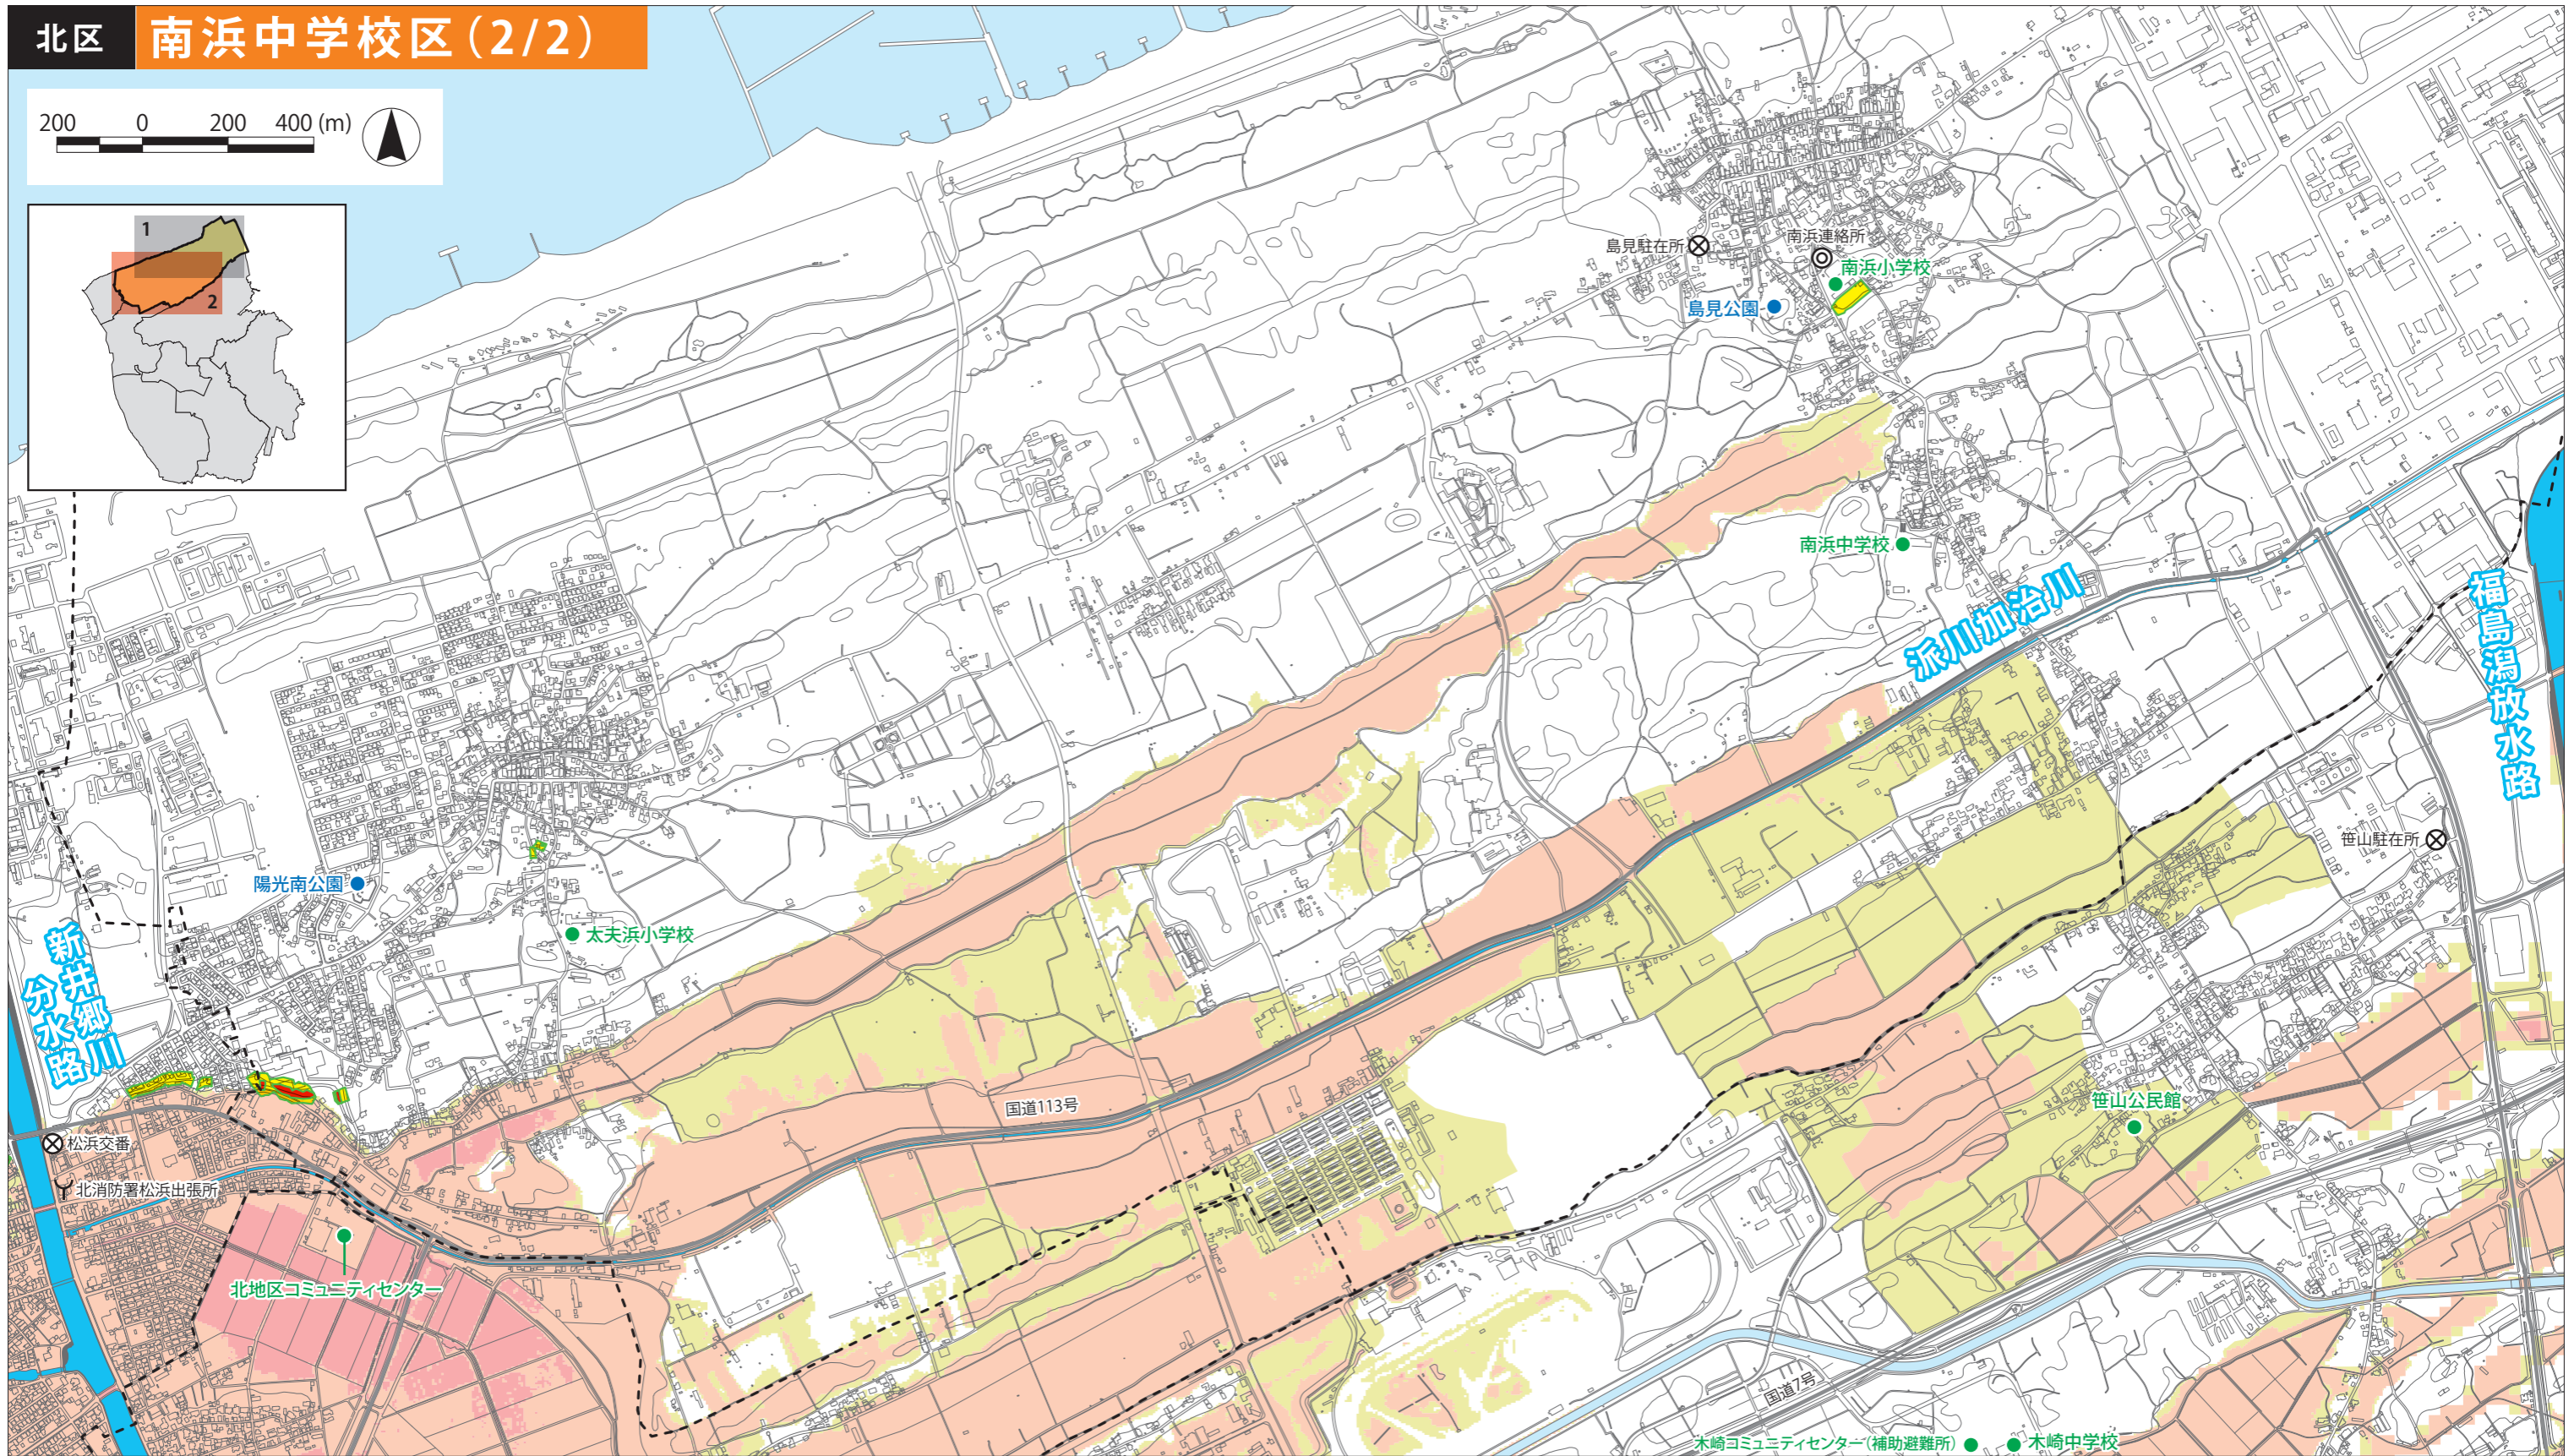 北区 南浜中学校区(2/2)
200 0 200 400 (m)
1
2
島見駐在所
南浜連絡所
南浜小学校
島見公園
南浜中学校
派川加治川
福島潟放水路
笹山駐在所
陽光南公園
太夫浜小学校
新井郷川
分水路
国道113号
笹山公民館
松浜交番
北消防署松浜出張所
北地区コミュニティセンター
国道7号
木崎コミュニティセンター(補助避難所)
木崎中学校